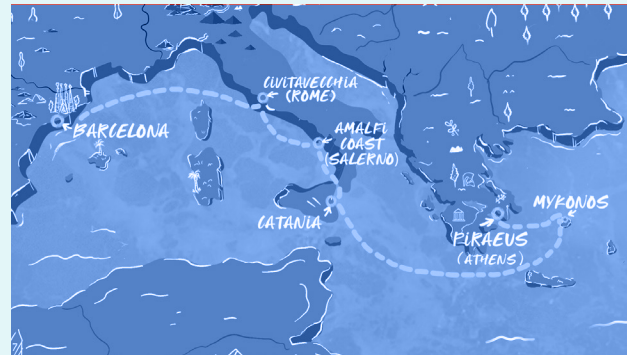 CIVITAVECCHIA
(ROME)
BARCELONA
AMALFI
COAST
(SALERNO)
CATANIA
MYKONOS
PIRAEUS
(ATHENS)